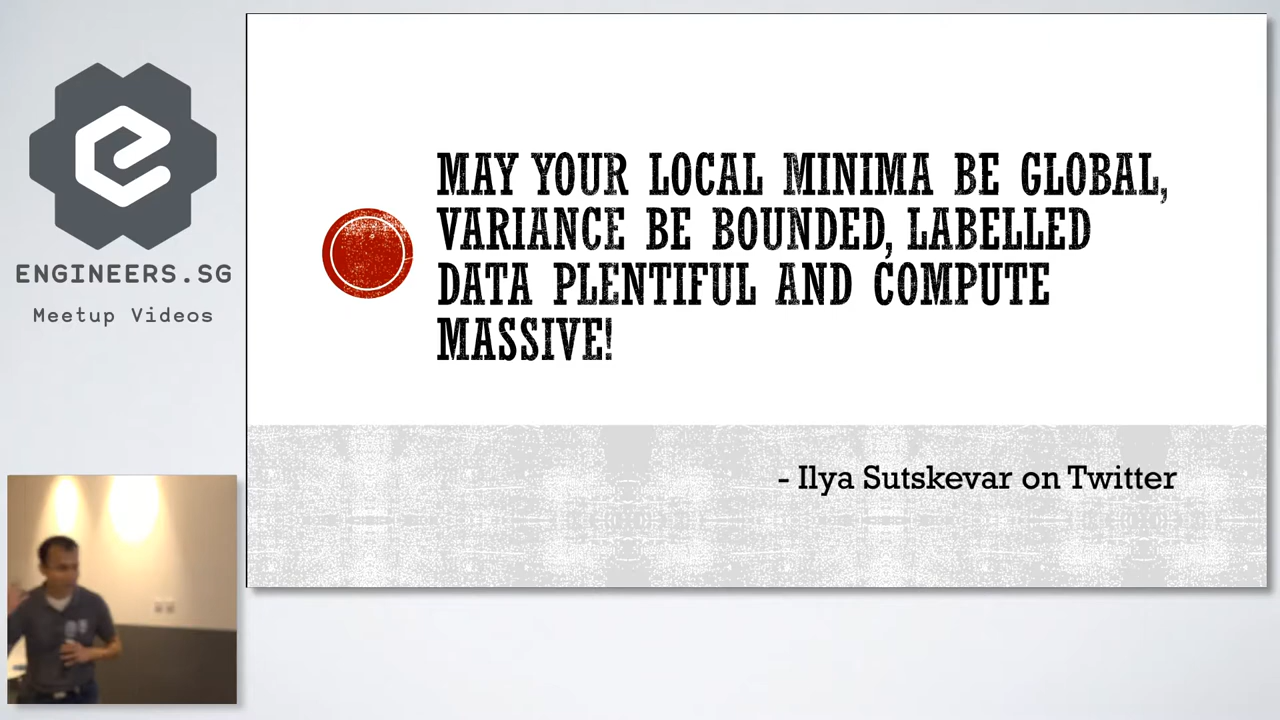 ENGINEERS.SG
Meetup Videos
MAY YOUR LOCAL MINIMA BE GLOBAL,
VARIANCE BE BOUNDED, LABELLED
DATA PLENTIFUL AND COMPUTE
MASSIVE!
- Ilya Sutskevar on Twitter